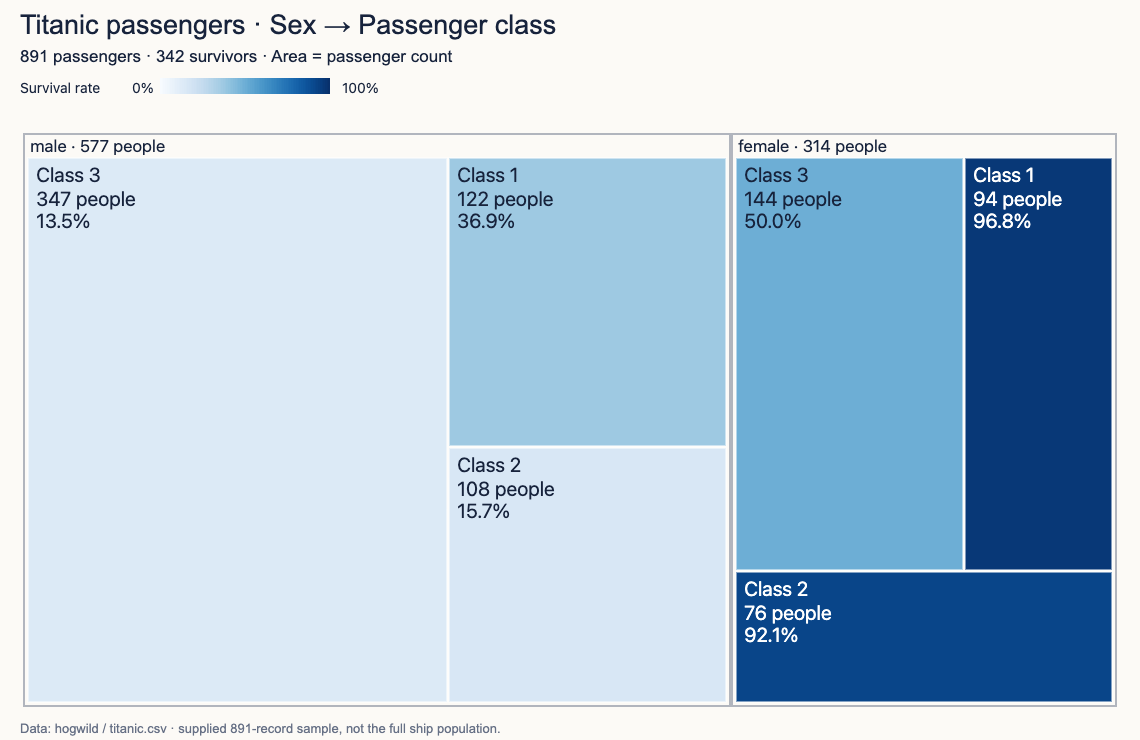 Titanic passengers · Sex → Passenger class
891 passengers · 342 survivors · Area = passenger count
Survival rate 0% 100%
male · 577 people
Class 3
347 people
13.5%
Class 1
122 people
36.9%
Class 2
108 people
15.7%
female · 314 people
Class 3
144 people
50.0%
Class 1
94 people
96.8%
Class 2
76 people
92.1%
Data: hogwild / titanic.csv · supplied 891-record sample, not the full ship population.